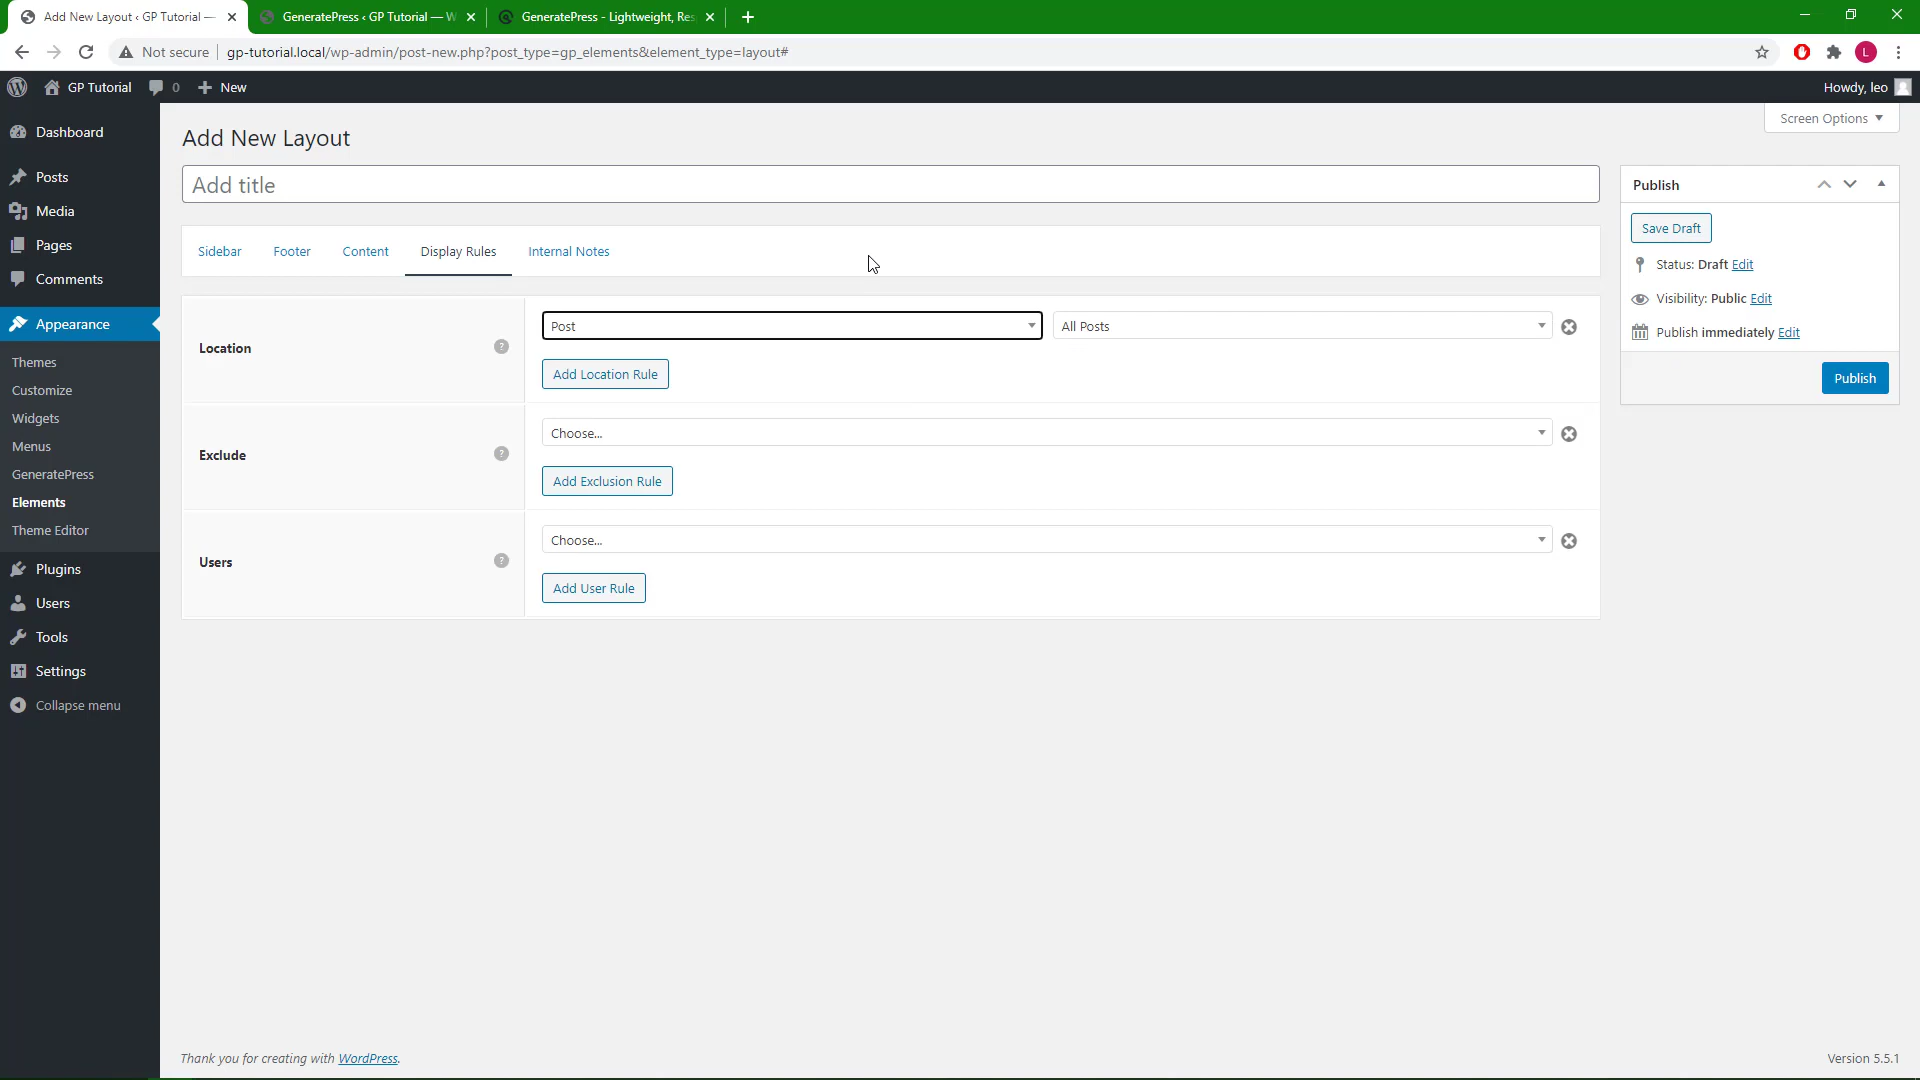 Add New Layout ‹ GP Tutorial —
GeneratePress ‹ GP Tutorial — W
GeneratePress - Lightweight, Res
Not secure
gp-tutorial.local/wp-admin/post-new.php?post_type=gp_elements&element_type=layout#
L
GP Tutorial
0
New
Howdy, leo
Screen Options
Dashboard
Posts
Media
Pages
Comments
Appearance
Themes
Customize
Widgets
Menus
GeneratePress
Elements
Theme Editor
Plugins
Users
Tools
Settings
Collapse menu
Add New Layout
Add title
Sidebar Footer Content Display Rules Internal Notes
Location ?
Post All Posts
Add Location Rule
Exclude ?
Choose...
Add Exclusion Rule
Users ?
Choose...
Add User Rule
Publish
Save Draft
Status: Draft Edit
Visibility: Public Edit
Publish immediately Edit
Publish
Thank you for creating with WordPress.
Version 5.5.1